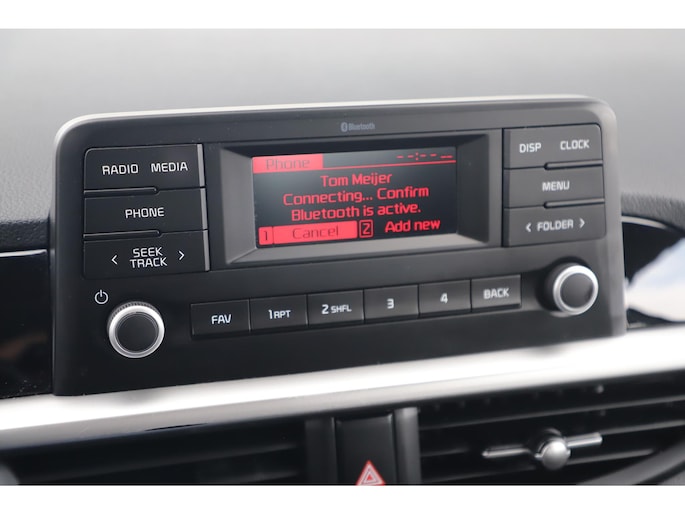 Bluetooth
RADIO MEDIA
PHONE
< SEEK TRACK >
Phone --:-- --
Tom Meijer
Connecting... Confirm
Bluetooth is active.
1 Cancel 2 Add new
DISP CLOCK
MENU
< FOLDER >
FAV 1 RPT 2 SHFL 3 4 BACK